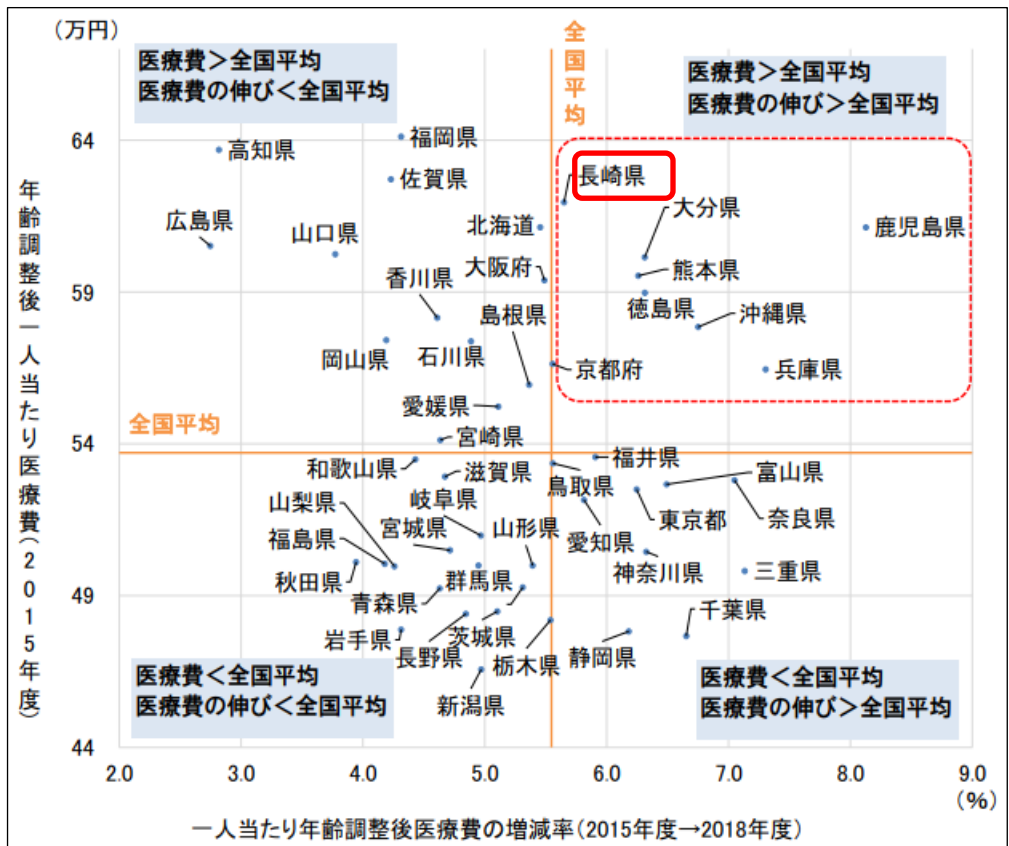 （万円）
全国平均
医療費＞全国平均
医療費の伸び＜全国平均
医療費＞全国平均
医療費の伸び＞全国平均
64
59
54
49
44
年齢調整後一人当たり医療費（2015年度）
高知県
福岡県
佐賀県
長崎県
広島県
山口県
北海道
大分県
鹿児島県
大阪府
熊本県
香川県
徳島県
島根県
沖縄県
岡山県
石川県
京都府
兵庫県
愛媛県
全国平均
宮崎県
和歌山県
滋賀県
福井県
富山県
鳥取県
山梨県
岐阜県
東京都
奈良県
宮城県
山形県
福島県
愛知県
秋田県
群馬県
神奈川県
三重県
青森県
千葉県
岩手県
茨城県
長野県
栃木県
静岡県
新潟県
医療費＜全国平均
医療費の伸び＜全国平均
医療費＜全国平均
医療費の伸び＞全国平均
2.0
3.0
4.0
5.0
6.0
7.0
8.0
9.0
（%）
一人当たり年齢調整後医療費の増減率（2015年度→2018年度）